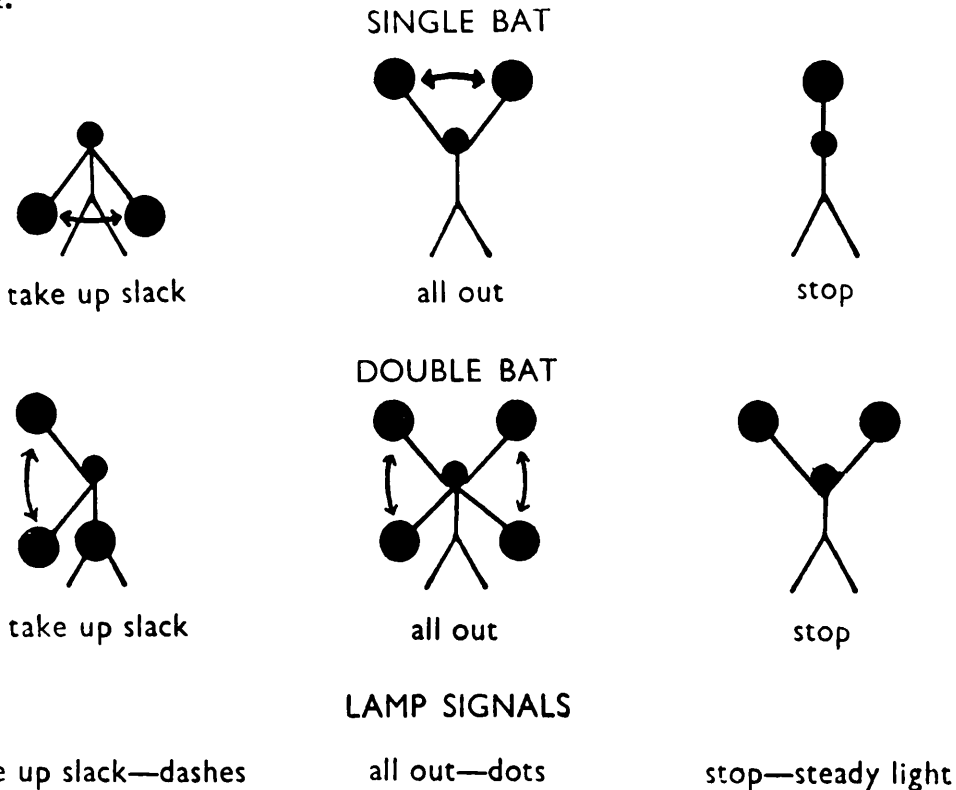 SINGLE BAT
take up slack all out stop
DOUBLE BAT
take up slack all out stop
LAMP SIGNALS
up slack—dashes all out—dots stop—steady light